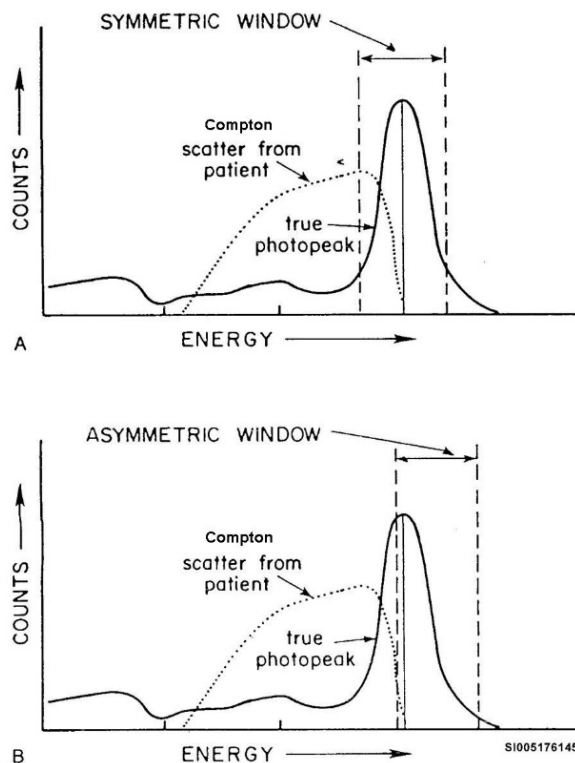 SYMMETRIC WINDOW
Compton
scatter from
patient
true
photopeak
COUNTS
A
ENERGY
ASYMMETRIC WINDOW
Compton
scatter from
patient
true
photopeak
COUNTS
B
ENERGY
SI005176145